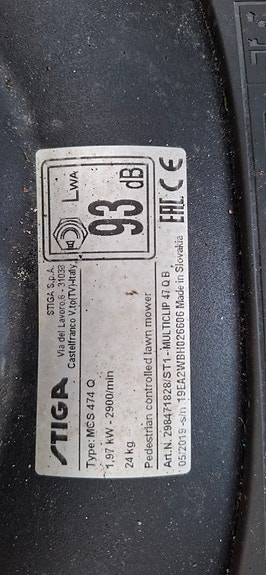 STIGA
STIGA S.p.A.
Via del Lavoro,6 - 31033
Castelfranco V.to(TV)-Italy
LWA
93 dB
Type: MCS 474 Q
1,97 kW - 2900/min
24 kg
Pedestrian controlled lawn mower
Art.N. 298471828/ST1 - MULTICLIP 47 Q B
05/2019 -s/n 19EA2WBH026606 Made in Slovakia
EAC CE